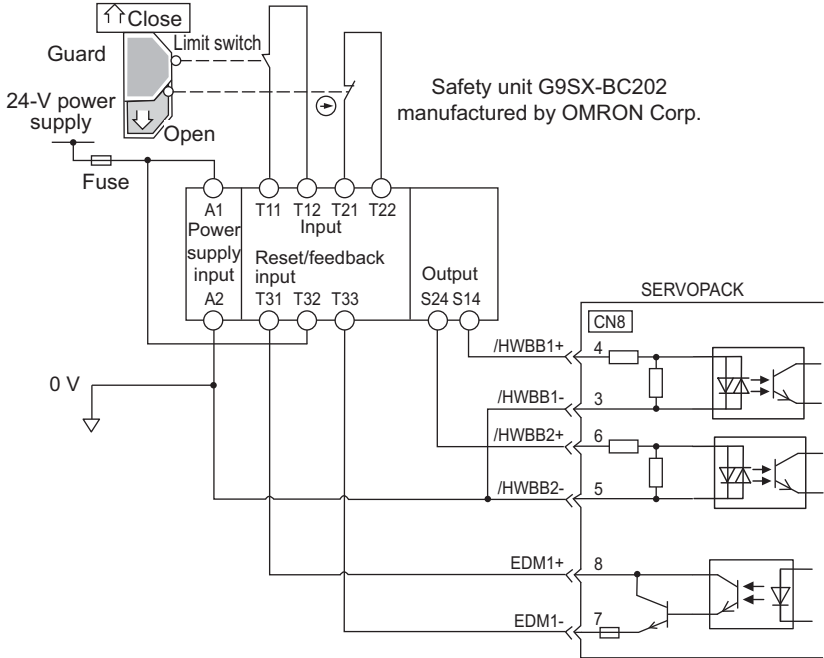 Close
Guard
Limit switch
24-V power
supply
Open
Fuse
Safety unit G9SX-BC202
manufactured by OMRON Corp.
A1
T11
T12
T21
T22
Power
supply
input
Input
Reset/feedback
input
Output
A2
T31
T32
T33
S24
S14
SERVOPACK
CN8
0 V
/HWBB1+
4
/HWBB1-
3
/HWBB2+
6
/HWBB2-
5
EDM1+
8
EDM1-
7